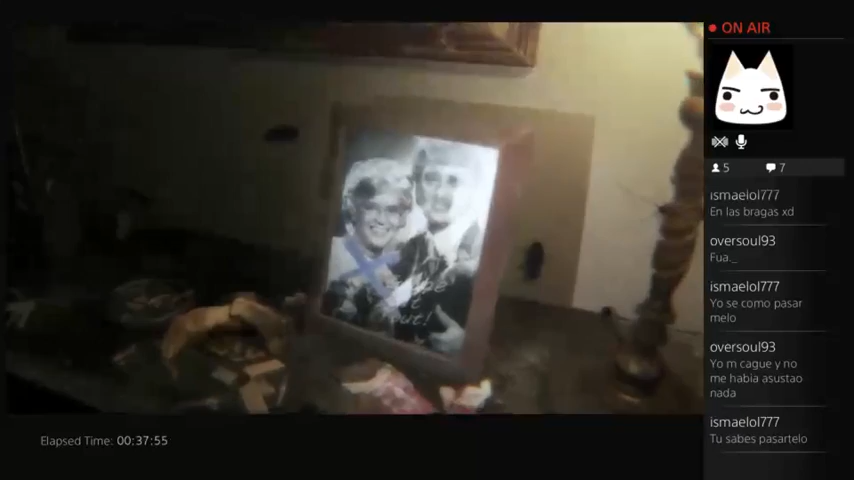 ON AIR
5
7
ismaelol777
En las bragas xd
oversoul93
Fua._
ismaelol777
Yo se como pasar
melo
oversoul93
Yo m cague y no
me habia asustao
nada
ismaelol777
Tu sabes pasartelo
Elapsed Time: 00:37:55